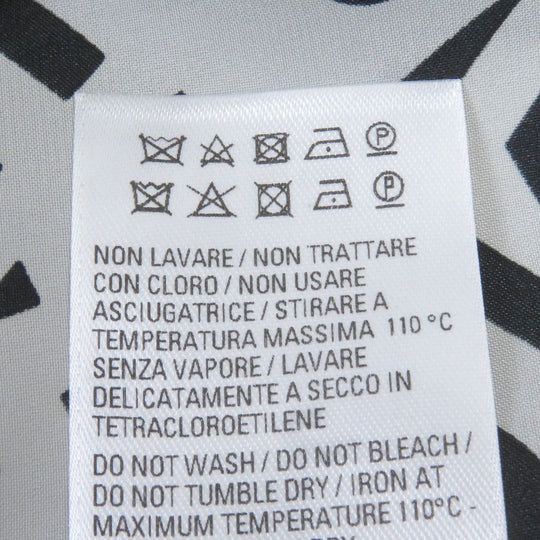 P
P
NON LAVARE / NON TRATTARE
CON CLORO / NON USARE
ASCIUGATRICE / STIRARE A
TEMPERATURA MASSIMA 110 °C
SENZA VAPORE / LAVARE
DELICATAMENTE A SECCO IN
TETRACLOROETILENE
DO NOT WASH / DO NOT BLEACH /
DO NOT TUMBLE DRY / IRON AT
MAXIMUM TEMPERATURE 110°C -